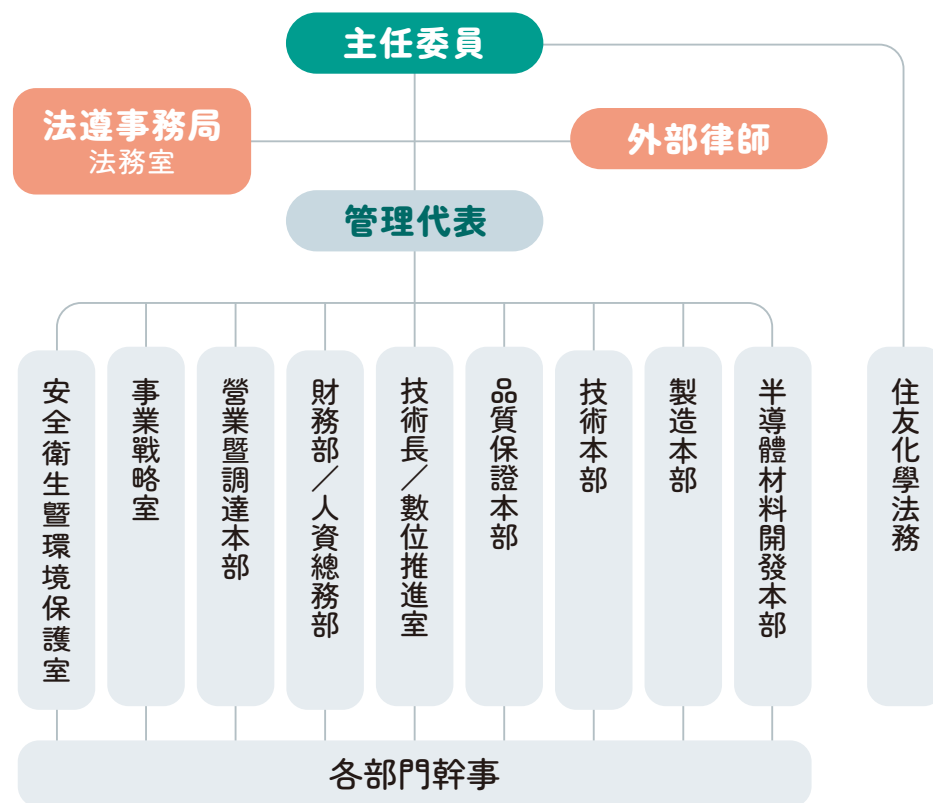 主任委員
法遵事務局
法務室
外部律師
管理代表
安全衛生暨環境保護室
事業戰略室
營業暨調達本部
財務部／人資總務部
技術長／數位推進室
品質保證本部
技術本部
製造本部
半導體材料開發本部
住友化學法務
各部門幹事